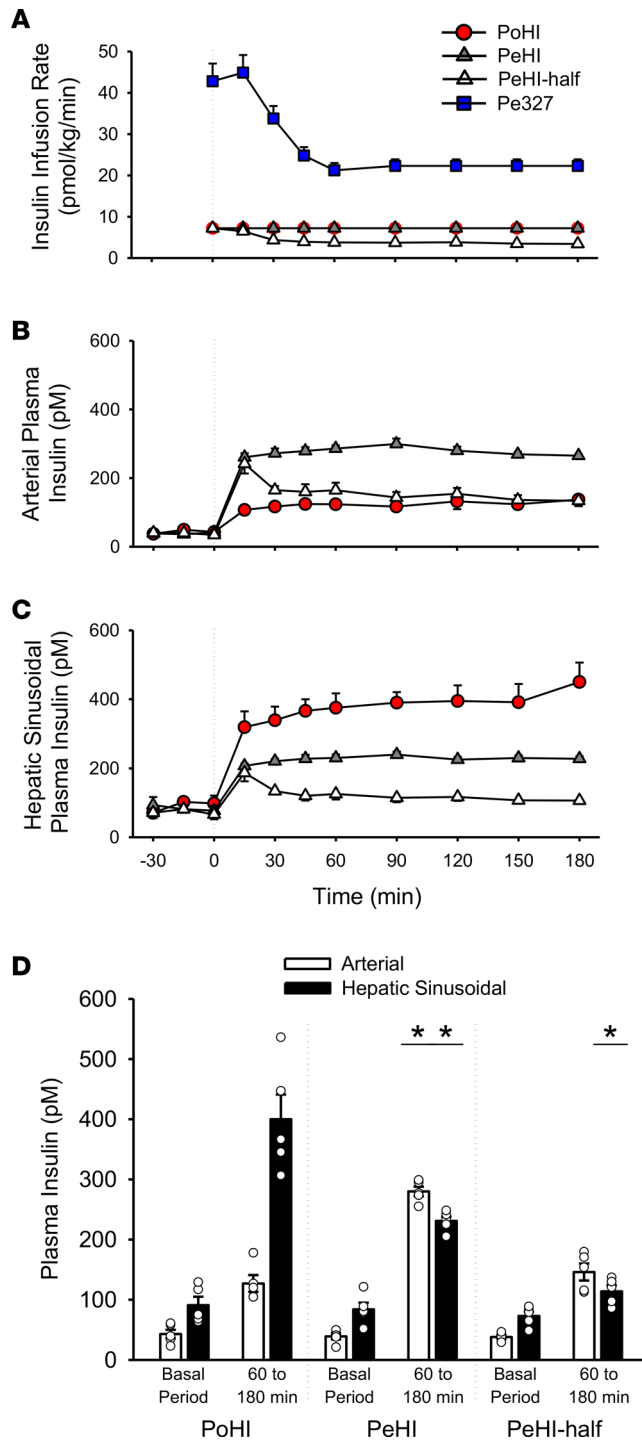 A
PoHI
PeHI
PeHI-half
Pe327
Insulin Infusion Rate
(pmol/kg/min)
50
40
30
20
10
0
B
Arterial Plasma
Insulin (pM)
600
400
200
0
C
Hepatic Sinusoidal
Plasma Insulin (pM)
600
400
200
0
-30 0 30 60 90 120 150 180
Time (min)
D
Arterial
Hepatic Sinusoidal
Plasma Insulin (pM)
600
500
400
300
200
100
0
* * *
Basal 60 to Basal 60 to Basal 60 to
Period 180 min Period 180 min Period 180 min
PoHI PeHI PeHI-half